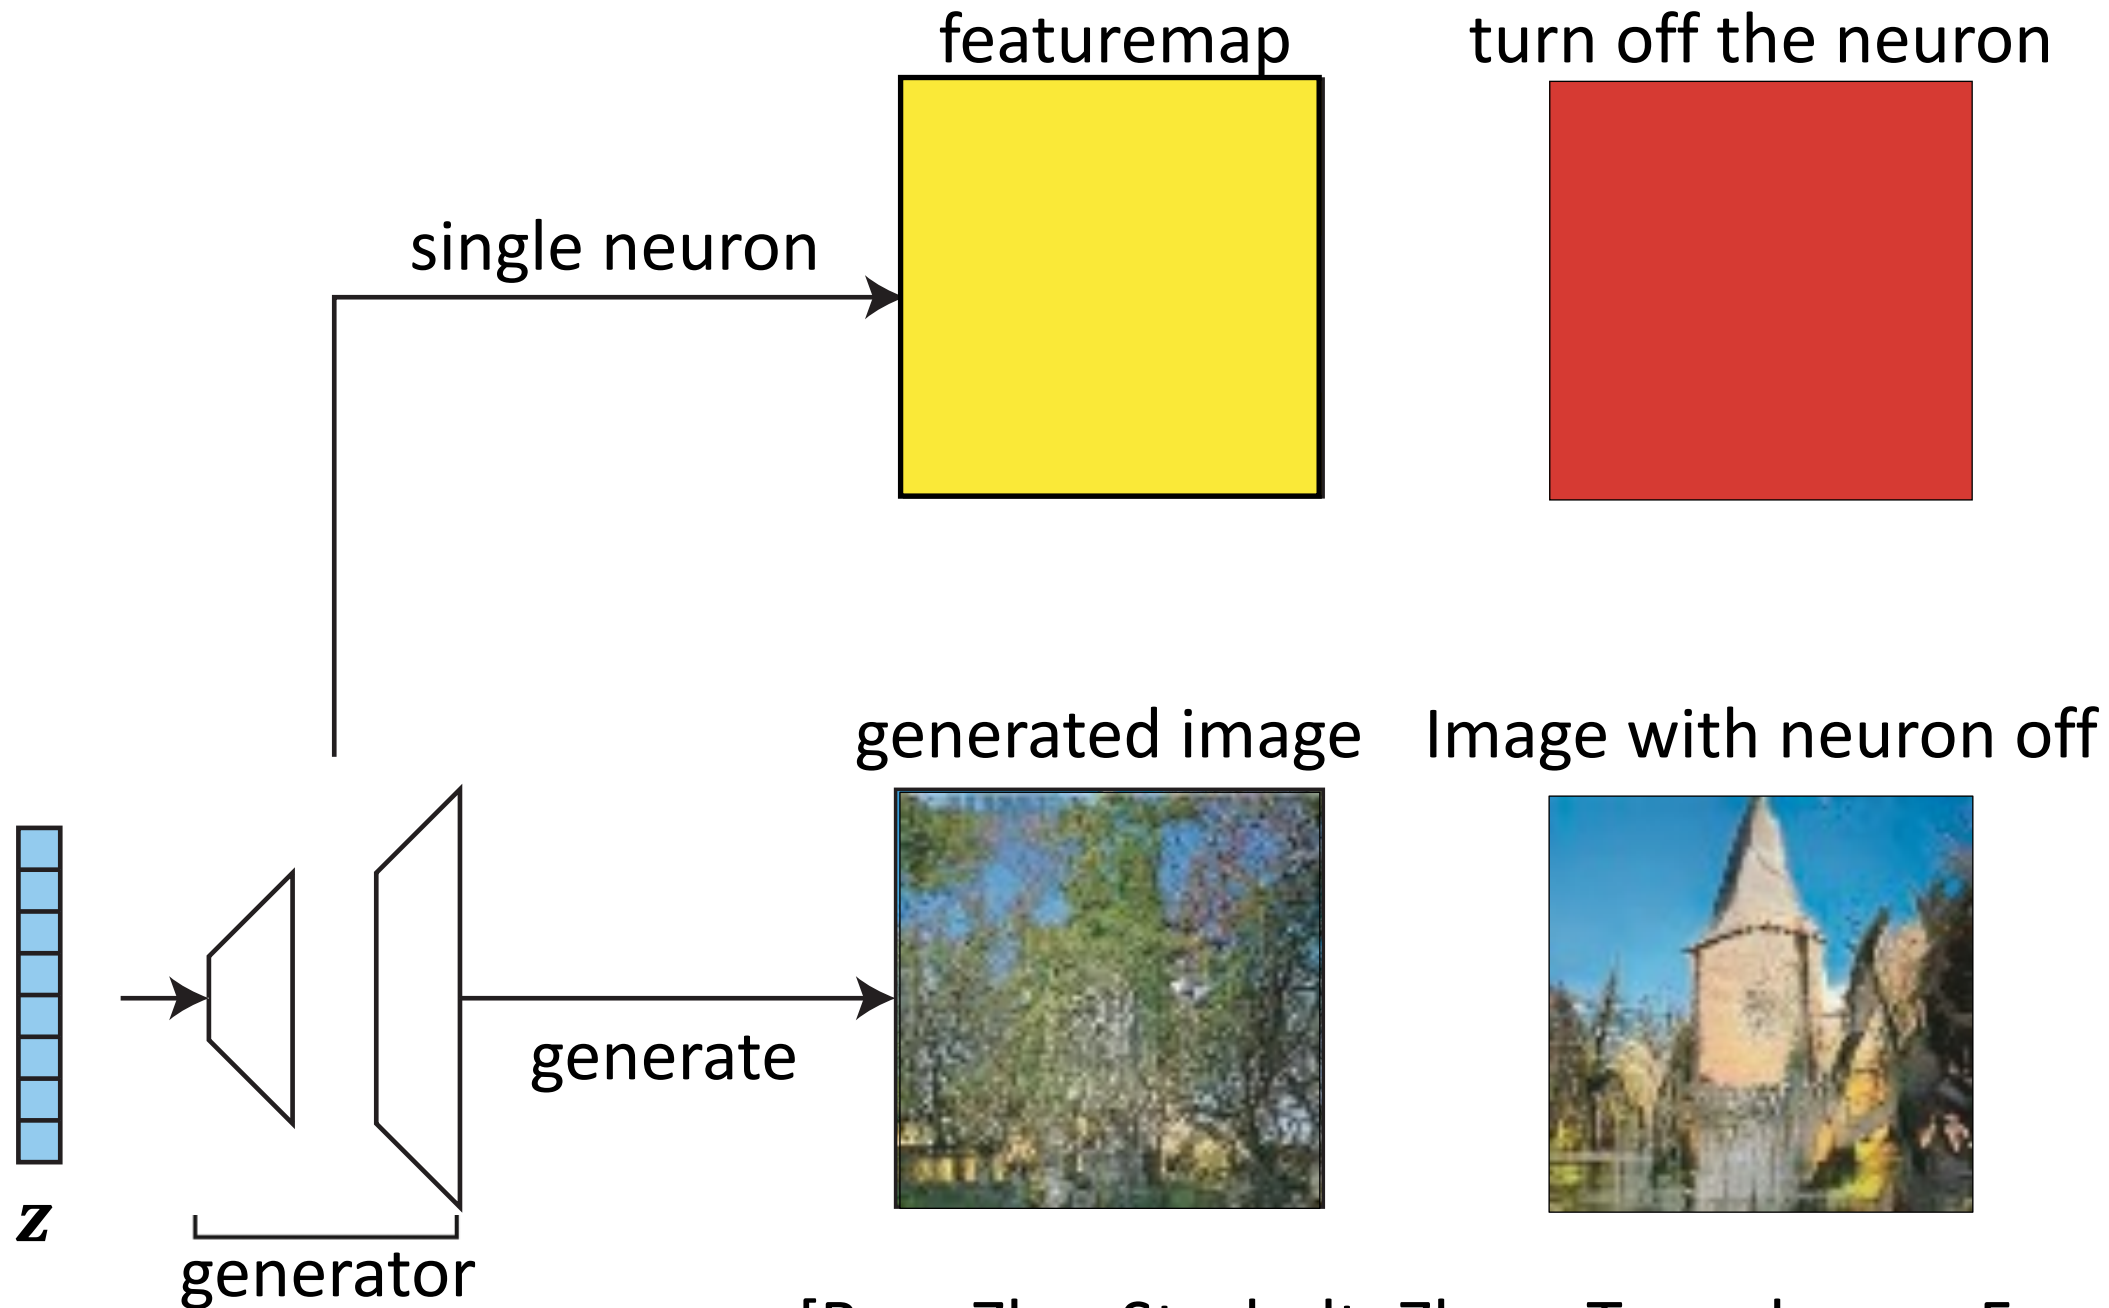 featuremap
turn off the neuron
single neuron
generated image
Image with neuron off
generate
z
generator